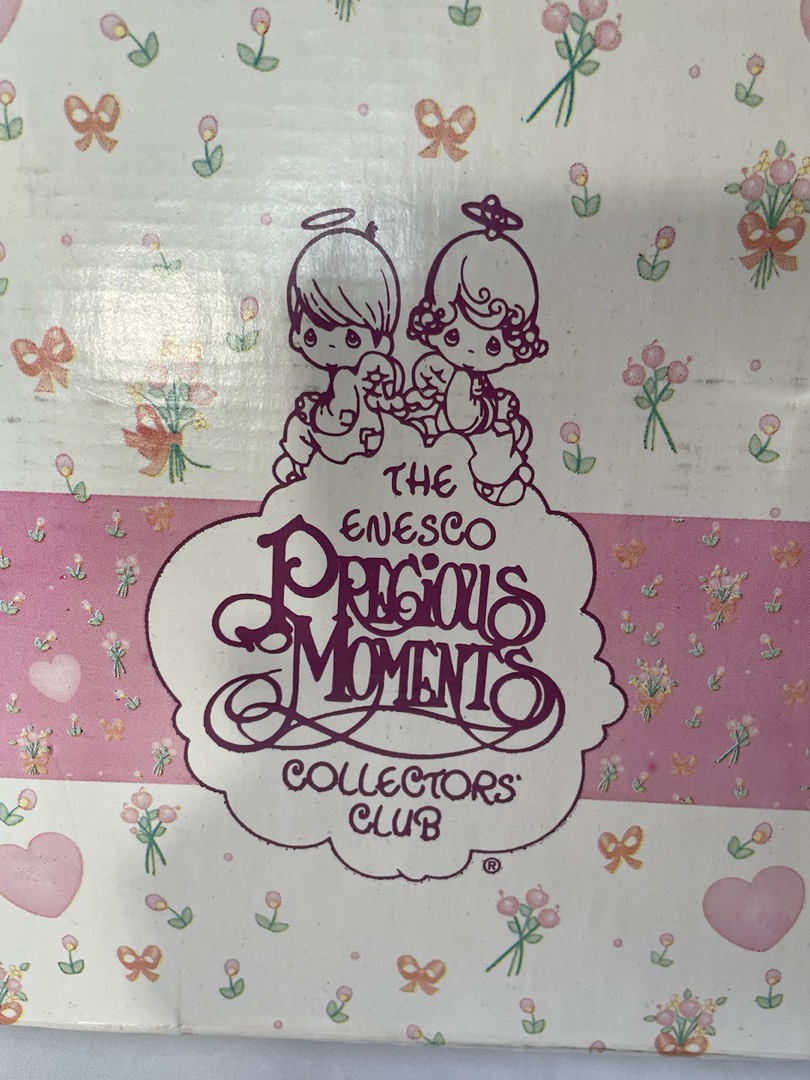 THE
ENESCO
PRECIOUS
MOMENTS
COLLECTORS'
CLUB
®